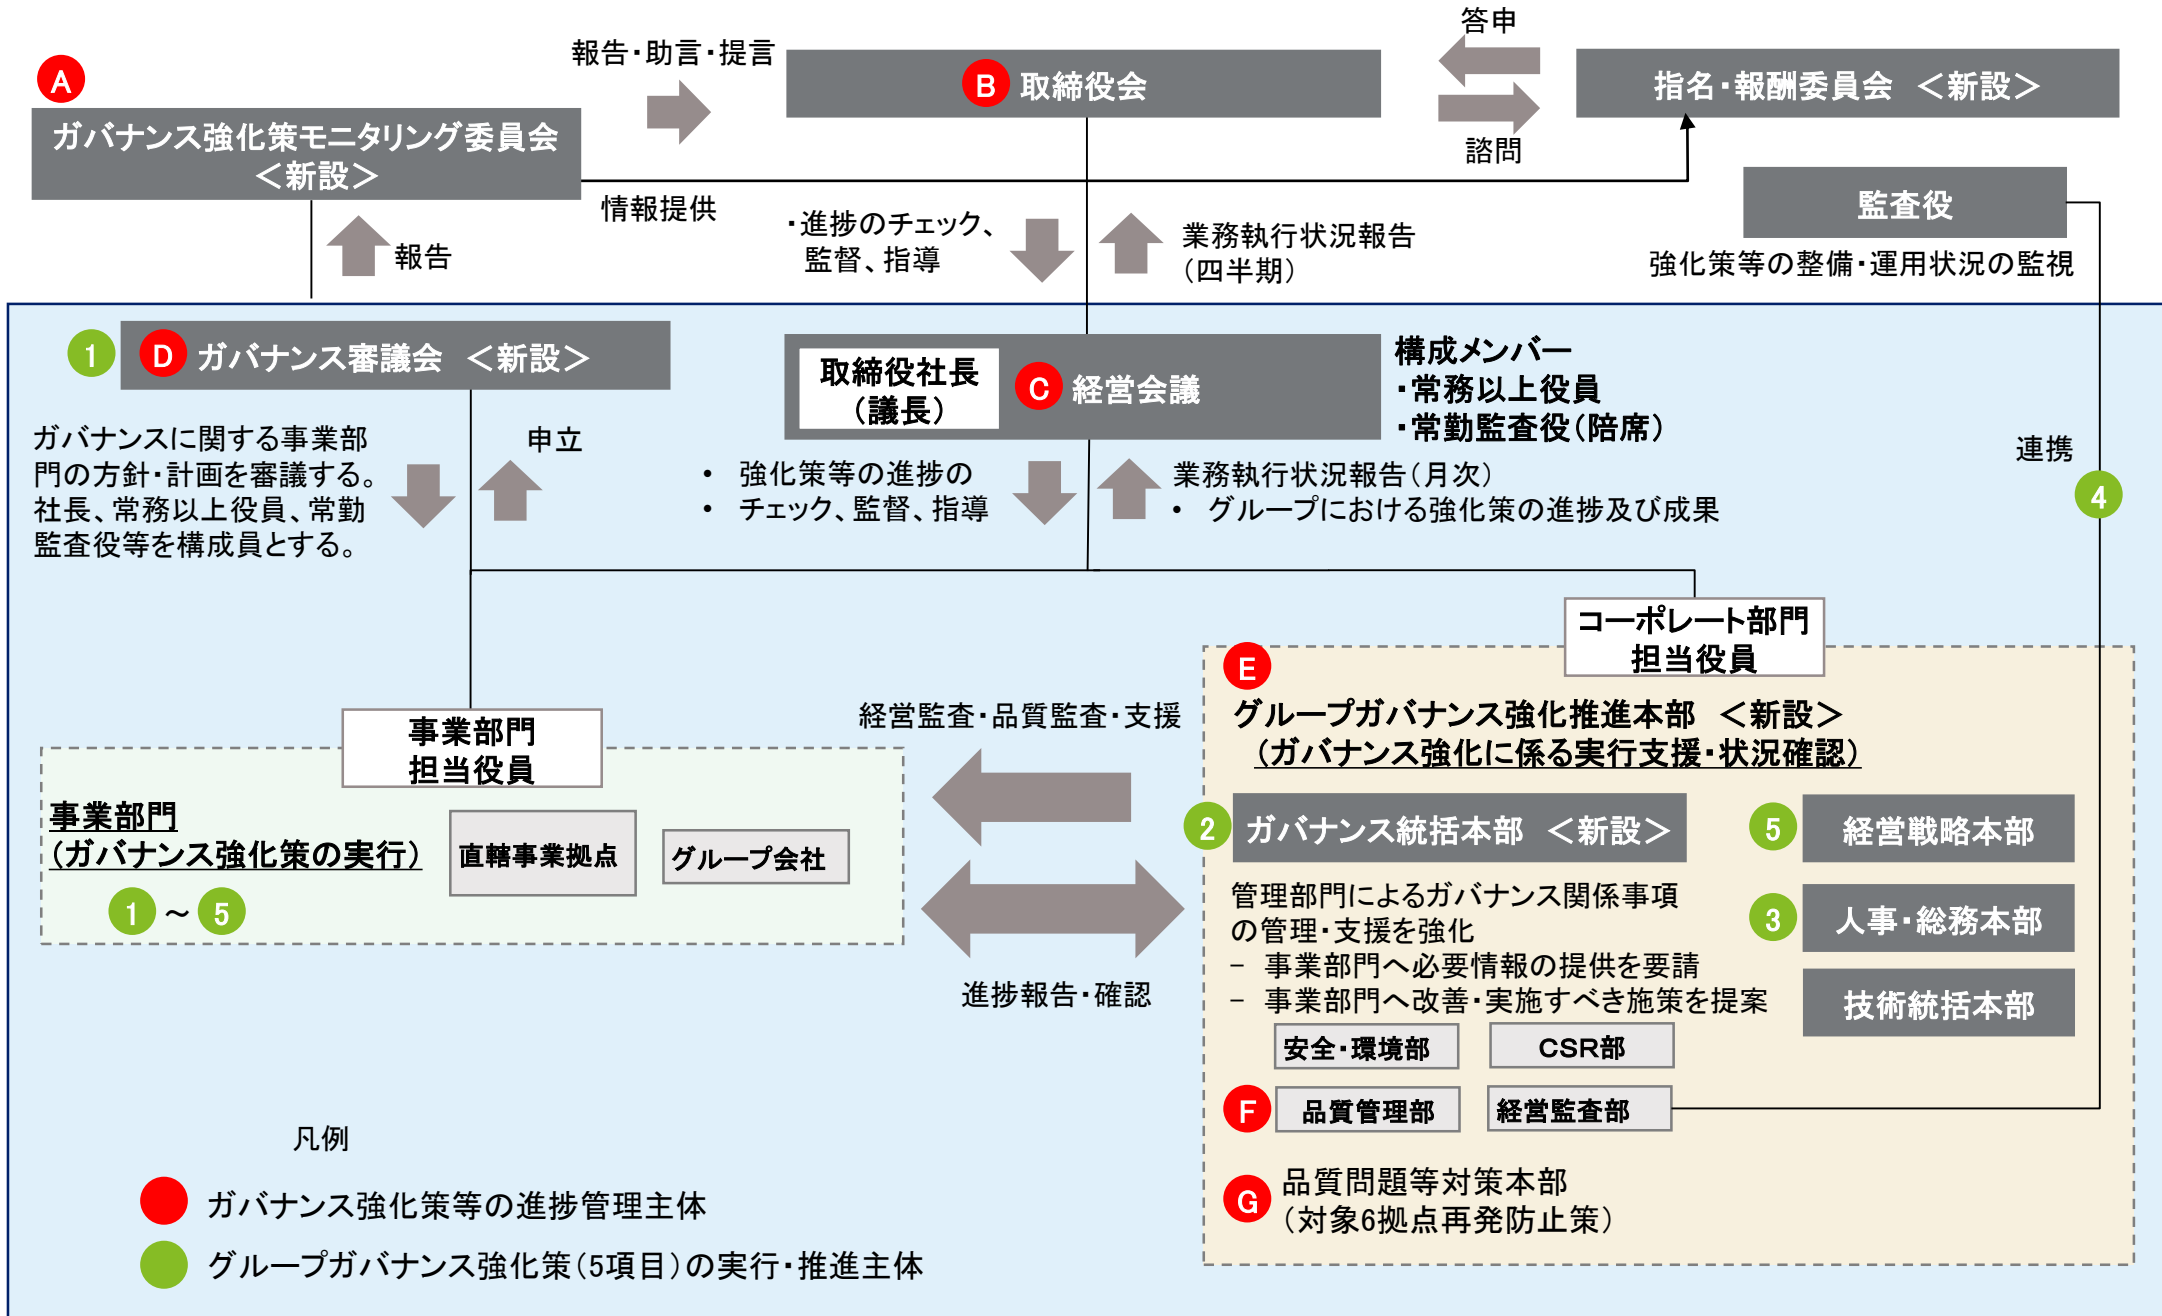 答申
報告・助言・提言
A
B 取締役会
指名・報酬委員会 ＜新設＞
ガバナンス強化策モニタリング委員会
＜新設＞
諮問
情報提供
監査役
・進捗のチェック、
監督、指導
業務執行状況報告
（四半期）
報告
強化策等の整備・運用状況の監視
1 D ガバナンス審議会 ＜新設＞
取締役社長
（議長）
C 経営会議
構成メンバー
・常務以上役員
・常勤監査役（陪席）
ガバナンスに関する事業部
門の方針・計画を審議する。
社長、常務以上役員、常勤
監査役等を構成員とする。
申立
• 強化策等の進捗の
• チェック、監督、指導
業務執行状況報告（月次）
• グループにおける強化策の進捗及び成果
連携
4
コーポレート部門
担当役員
E
グループガバナンス強化推進本部 ＜新設＞
（ガバナンス強化に係る実行支援・状況確認）
事業部門
担当役員
経営監査・品質監査・支援
事業部門
（ガバナンス強化策の実行）
直轄事業拠点
グループ会社
1 ～ 5
進捗報告・確認
2 ガバナンス統括本部 ＜新設＞
5 経営戦略本部
管理部門によるガバナンス関係事項
の管理・支援を強化
− 事業部門へ必要情報の提供を要請
− 事業部門へ改善・実施すべき施策を提案
3 人事・総務本部
技術統括本部
安全・環境部
CSR部
F 品質管理部
経営監査部
G 品質問題等対策本部
（対象6拠点再発防止策）
凡例
ガバナンス強化策等の進捗管理主体
グループガバナンス強化策（5項目）の実行・推進主体